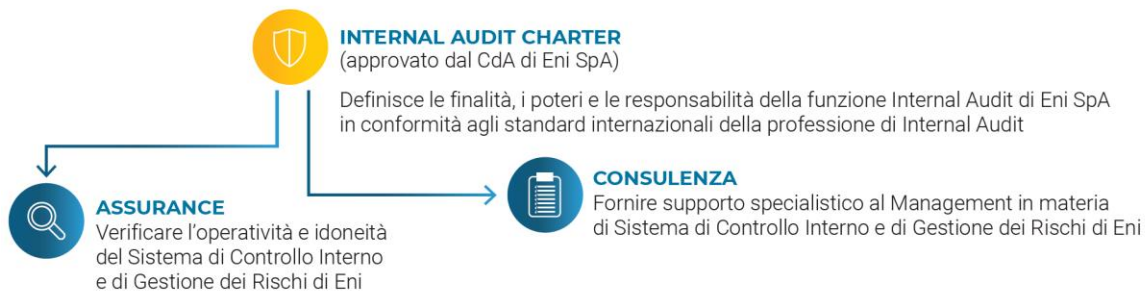 INTERNAL AUDIT CHARTER
(approvato dal CdA di Eni SpA)
Definisce le finalità, i poteri e le responsabilità della funzione Internal Audit di Eni SpA
in conformità agli standard internazionali della professione di Internal Audit
ASSURANCE
Verificare l'operatività e idoneità
del Sistema di Controllo Interno
e di Gestione dei Rischi di Eni
CONSULENZA
Fornire supporto specialistico al Management in materia
di Sistema di Controllo Interno e di Gestione dei Rischi di Eni